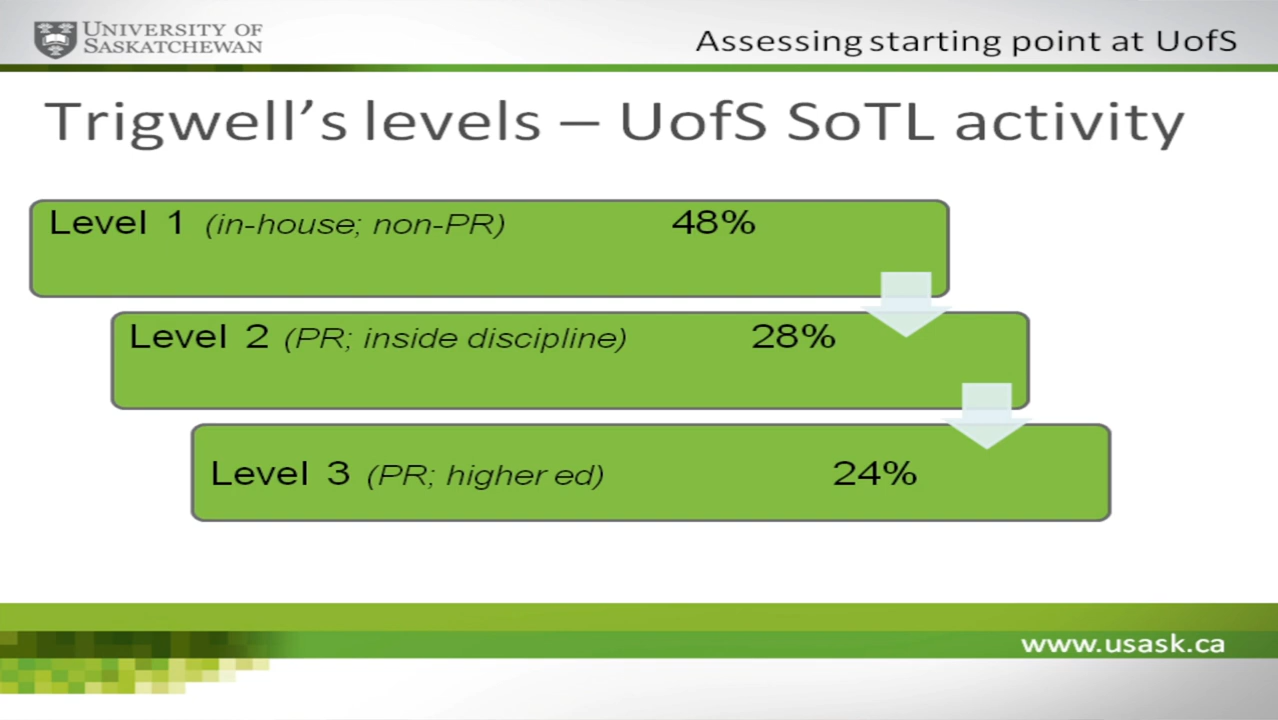 UNIVERSITY OF
SASKATCHEWAN
Assessing starting point at UofS
Trigwell's levels – UofS SoTL activity
Level 1 (in-house; non-PR) 48%
Level 2 (PR; inside discipline) 28%
Level 3 (PR; higher ed) 24%
www.usask.ca